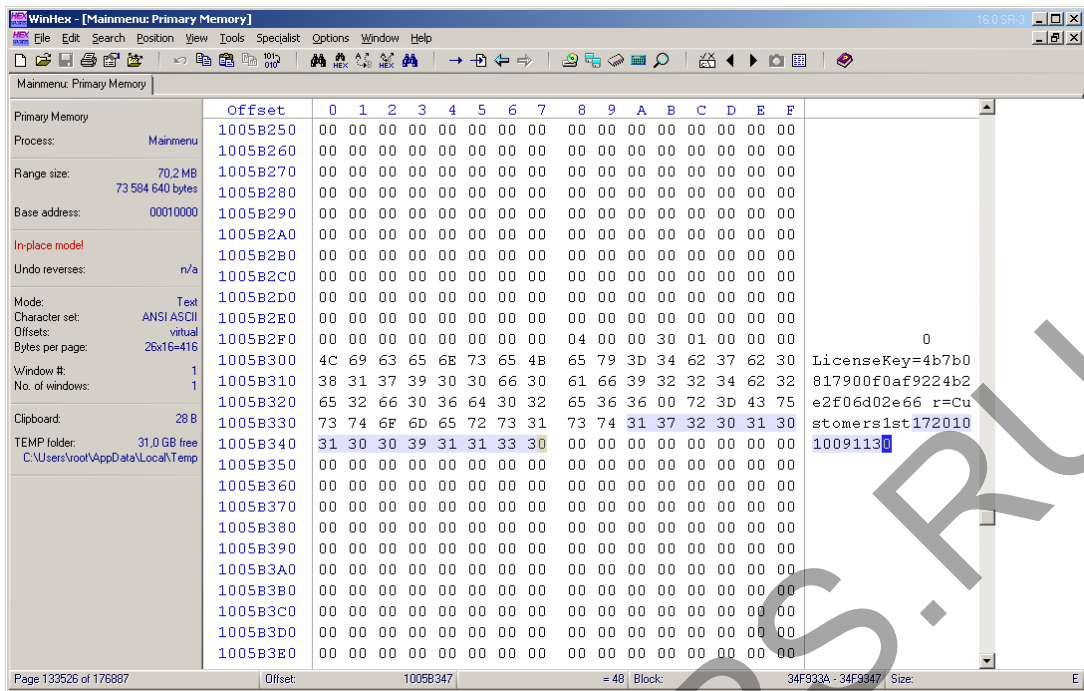 WinHex - [Mainmenu: Primary Memory] 16.0 SR-3
File Edit Search Position View Tools Specialist Options Window Help
Mainmenu: Primary Memory
Primary Memory
Process: Mainmenu
Range size: 70,2 MB
73 584 640 bytes
Base address: 00010000
In-place mode!
Undo reverses: n/a
Mode: Text
Character set: ANSI ASCII
Offsets: virtual
Bytes per page: 26x16=416
Window #: 1
No. of windows: 1
Clipboard: 28 B
TEMP folder: 31,0 GB free
C:\Users\root\AppData\Local\Temp
Offset 0 1 2 3 4 5 6 7 8 9 A B C D E F
1005B250 00 00 00 00 00 00 00 00 00 00 00 00 00 00 00 00
1005B260 00 00 00 00 00 00 00 00 00 00 00 00 00 00 00 00
1005B270 00 00 00 00 00 00 00 00 00 00 00 00 00 00 00 00
1005B280 00 00 00 00 00 00 00 00 00 00 00 00 00 00 00 00
1005B290 00 00 00 00 00 00 00 00 00 00 00 00 00 00 00 00
1005B2A0 00 00 00 00 00 00 00 00 00 00 00 00 00 00 00 00
1005B2B0 00 00 00 00 00 00 00 00 00 00 00 00 00 00 00 00
1005B2C0 00 00 00 00 00 00 00 00 00 00 00 00 00 00 00 00
1005B2D0 00 00 00 00 00 00 00 00 00 00 00 00 00 00 00 00
1005B2E0 00 00 00 00 00 00 00 00 00 00 00 00 00 00 00 00
1005B2F0 00 00 00 00 00 00 00 00 04 00 00 30 01 00 00 00 0
1005B300 4C 69 63 65 6E 73 65 4B 65 79 3D 34 62 37 62 30 LicenseKey=4b7b0
1005B310 38 31 37 39 30 30 66 30 61 66 39 32 32 34 62 32 817900f0af9224b2
1005B320 65 32 66 30 36 64 30 32 65 36 36 00 72 3D 43 75 e2f06d02e66 r=Cu
1005B330 73 74 6F 6D 65 72 73 31 73 74 31 37 32 30 31 30 stomers1st172010
1005B340 31 30 30 39 31 31 33 30 00 00 00 00 00 00 00 00 10091130
1005B350 00 00 00 00 00 00 00 00 00 00 00 00 00 00 00 00
1005B360 00 00 00 00 00 00 00 00 00 00 00 00 00 00 00 00
1005B370 00 00 00 00 00 00 00 00 00 00 00 00 00 00 00 00
1005B380 00 00 00 00 00 00 00 00 00 00 00 00 00 00 00 00
1005B390 00 00 00 00 00 00 00 00 00 00 00 00 00 00 00 00
1005B3A0 00 00 00 00 00 00 00 00 00 00 00 00 00 00 00 00
1005B3B0 00 00 00 00 00 00 00 00 00 00 00 00 00 00 00 00
1005B3C0 00 00 00 00 00 00 00 00 00 00 00 00 00 00 00 00
1005B3D0 00 00 00 00 00 00 00 00 00 00 00 00 00 00 00 00
1005B3E0 00 00 00 00 00 00 00 00 00 00 00 00 00 00 00 00
Page 133526 of 176887 Offset: 1005B347 = 48 Block: 34F933A - 34F9347 Size: E
PS.RU